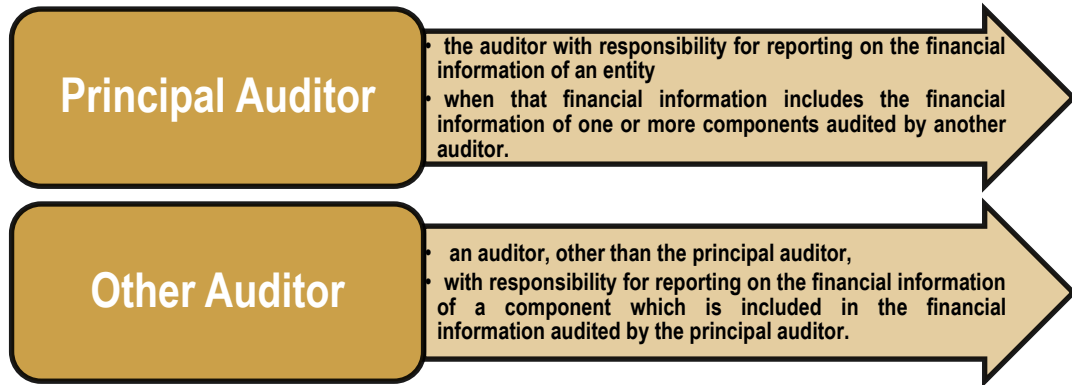 Principal Auditor
• the auditor with responsibility for reporting on the financial
information of an entity
• when that financial information includes the financial
information of one or more components audited by another
auditor.
Other Auditor
• an auditor, other than the principal auditor,
• with responsibility for reporting on the financial information
of a component which is included in the financial
information audited by the principal auditor.